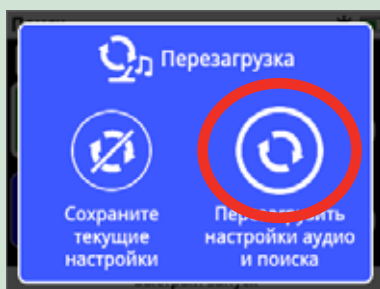 Перезагрузка
Сохраните
текущие
настройки
Перезагрузить
настройки аудио
и поиска